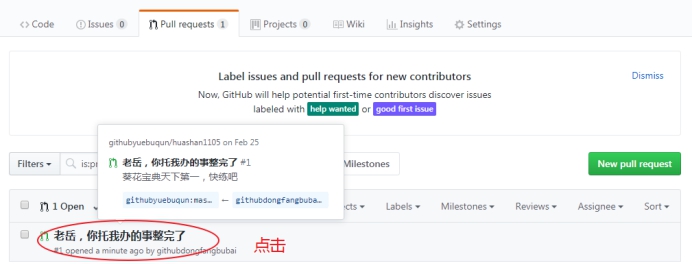 Code Issues 0 Pull requests 1 Projects 0 Wiki Insights Settings
Label issues and pull requests for new contributors
Dismiss
Now, GitHub will help potential first-time contributors discover issues
labeled with help wanted or good first issue
githubyuebuqun/huashan1105 on Feb 25
老岳，你托我办的事整完了 #1
葵花宝典天下第一，快练吧
githubyuebuqun:mas… ← githubdongfangbuba…
Filters is:pr
Milestones
New pull request
1 Open
Labels Milestones Reviews Assignee Sort
老岳，你托我办的事整完了
#1 opened a minute ago by githubdongfangbubai
点击